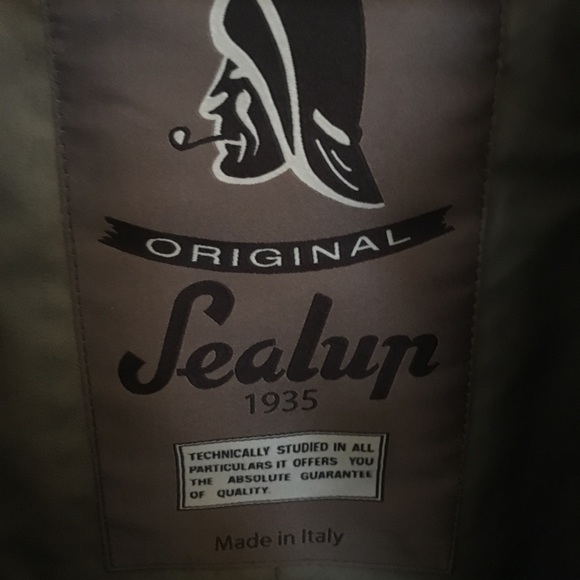 ORIGINAL
Sealup
1935
TECHNICALLY STUDIED IN ALL
PARTICULARS IT OFFERS YOU
THE ABSOLUTE GUARANTEE
OF QUALITY.
Made in Italy